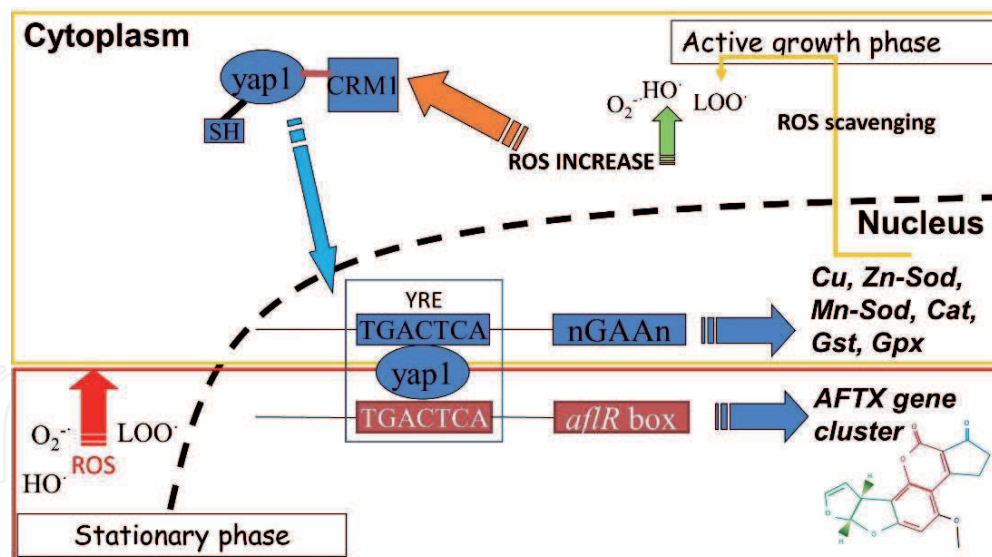 Cytoplasm
Active growth phase
yap1
CRM1
SH
O₂·⁻
HO·
LOO·
ROS scavenging
ROS INCREASE
Nucleus
Cu, Zn-Sod,
Mn-Sod, Cat,
Gst, Gpx
YRE
TGACTCA
nGAAn
yap1
TGACTCA
aflR box
AFTX gene
cluster
O₂·⁻
LOO·
ROS
HO·
Stationary phase
O
O
O
H
O
O
H
O